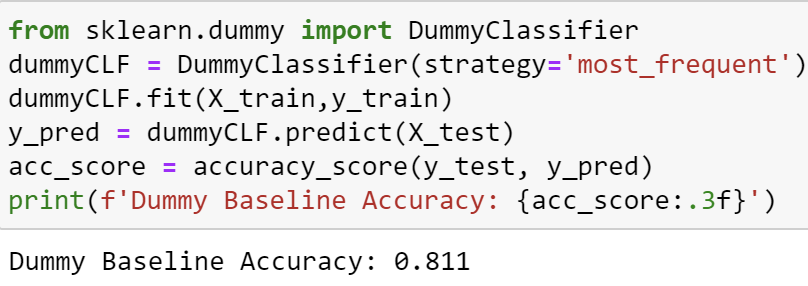 from sklearn.dummy import DummyClassifier
dummyCLF = DummyClassifier(strategy='most_frequent')
dummyCLF.fit(X_train,y_train)
y_pred = dummyCLF.predict(X_test)
acc_score = accuracy_score(y_test, y_pred)
print(f'Dummy Baseline Accuracy: {acc_score:.3f}')
Dummy Baseline Accuracy: 0.811